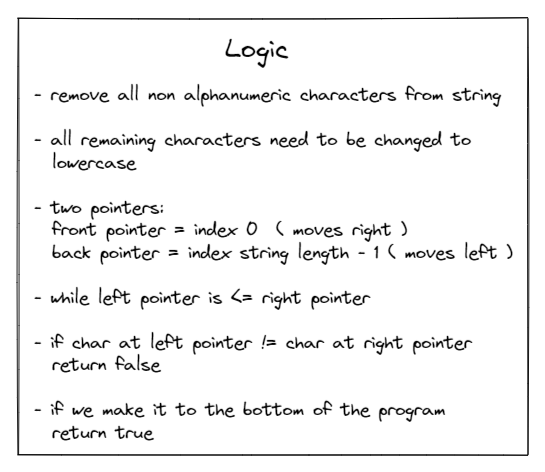 Logic
- remove all non alphanumeric characters from string
- all remaining characters need to be changed to
lowercase
- two pointers:
front pointer = index 0 ( moves right )
back pointer = index string length - 1 ( moves left )
- while left pointer is <= right pointer
- if char at left pointer != char at right pointer
return false
- if we make it to the bottom of the program
return true